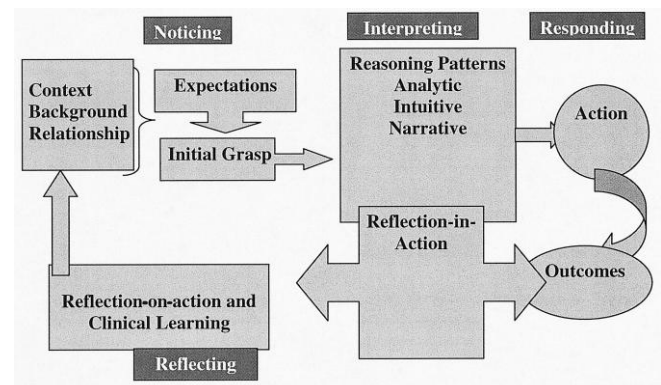 Noticing
Interpreting
Responding
Context
Background
Relationship
Expectations
Initial Grasp
Reasoning Patterns
Analytic
Intuitive
Narrative
Action
Reflection-in-
Action
Outcomes
Reflection-on-action and
Clinical Learning
Reflecting